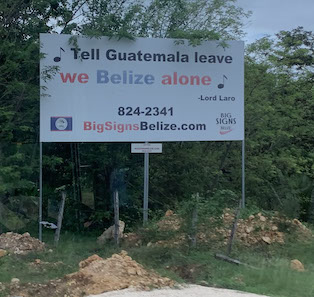 ♪ Tell Guatemala leave
we Belize alone ♪
-Lord Laro
824-2341
BigSignsBelize.com
BIG
SIGNS